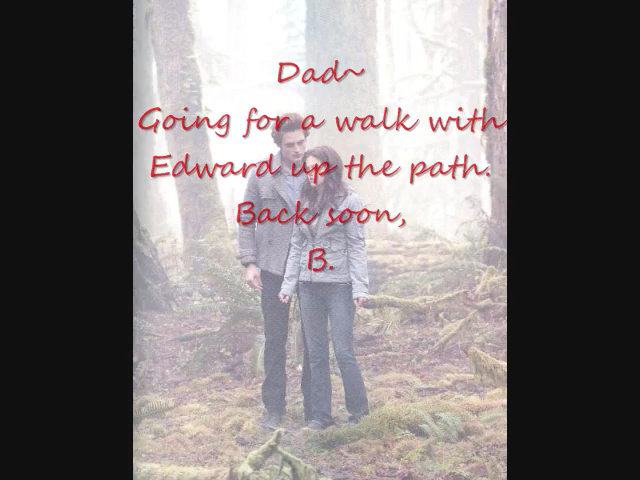 Dad~
Going for a walk with
Edward up the path.
Back soon,
B.